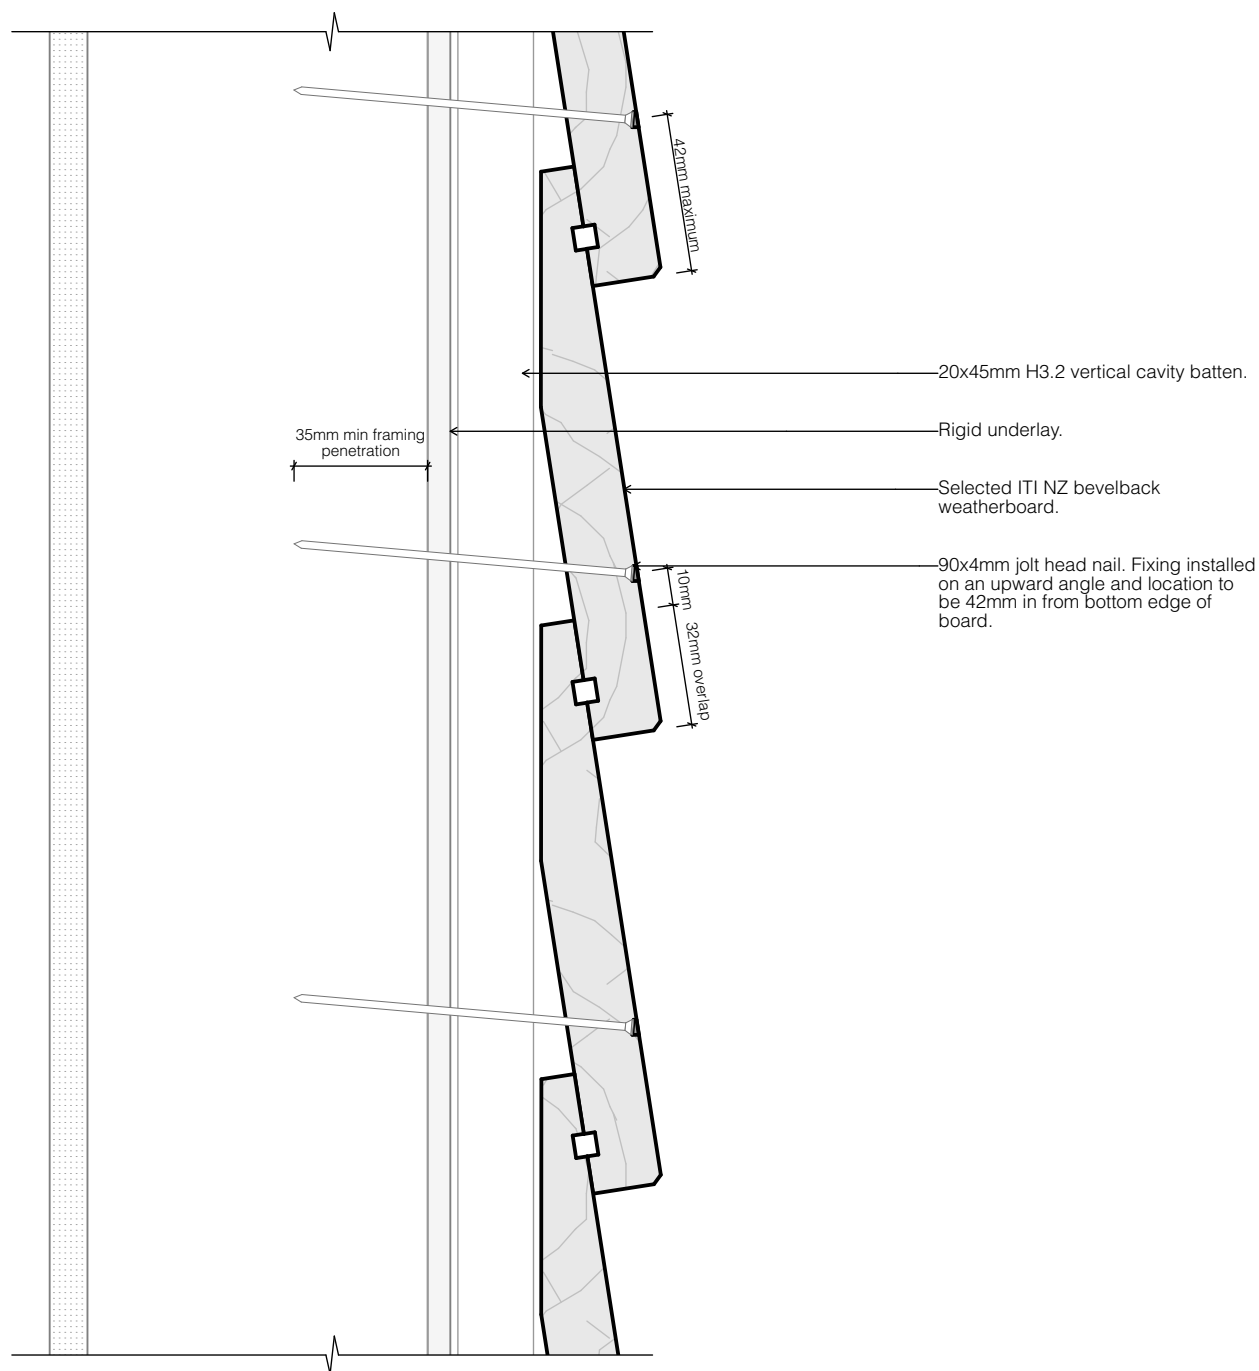 42mm maximum
20x45mm H3.2 vertical cavity batten.
35mm min framing
penetration
Rigid underlay.
Selected ITI NZ bevelback
weatherboard.
90x4mm jolt head nail. Fixing installed
on an upward angle and location to
be 42mm in from bottom edge of
board.
10mm
32mm overlap